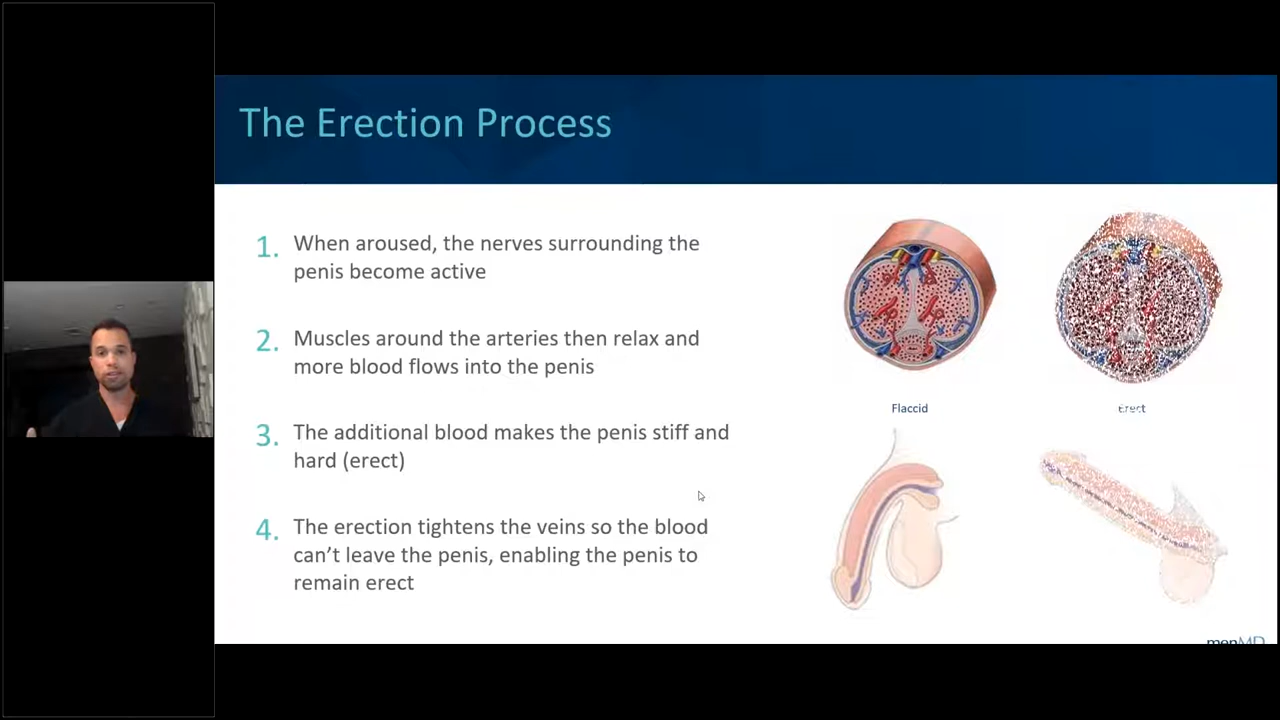 The Erection Process
1. When aroused, the nerves surrounding the
penis become active
2. Muscles around the arteries then relax and
more blood flows into the penis
3. The additional blood makes the penis stiff and
hard (erect)
4. The erection tightens the veins so the blood
can’t leave the penis, enabling the penis to
remain erect
Flaccid
Erect
menMD